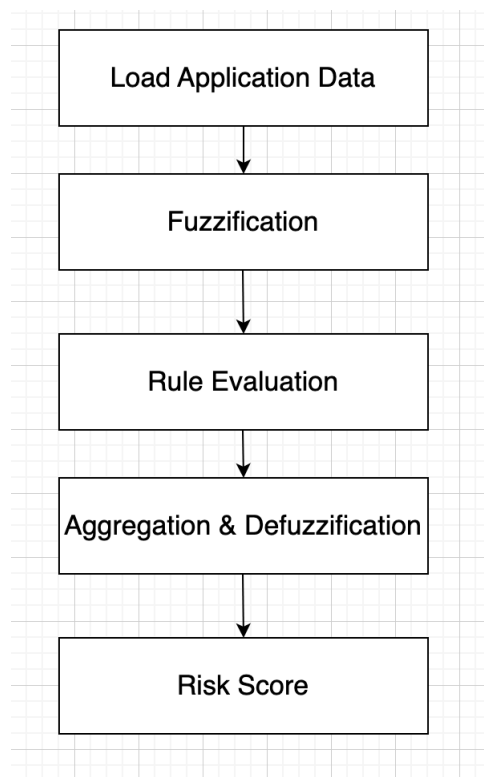 Load Application Data
Fuzzification
Rule Evaluation
Aggregation & Defuzzification
Risk Score